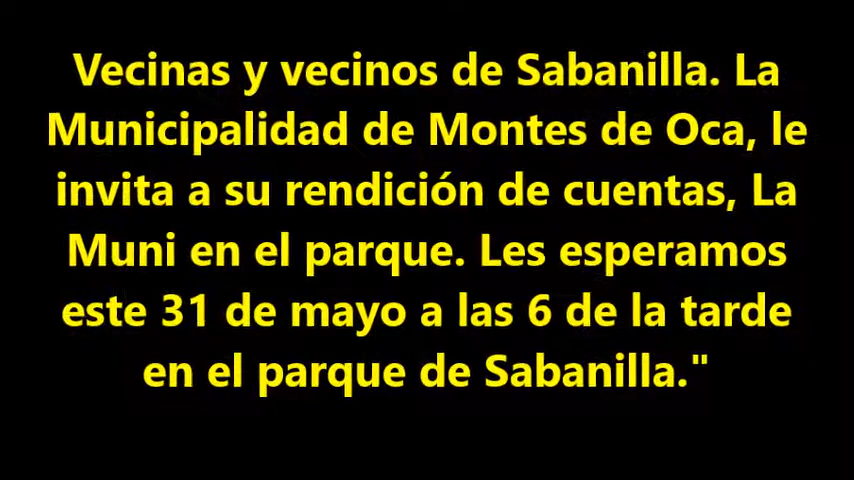 Vecinas y vecinos de Sabanilla. La
Municipalidad de Montes de Oca, le
invita a su rendición de cuentas, La
Muni en el parque. Les esperamos
este 31 de mayo a las 6 de la tarde
en el parque de Sabanilla."